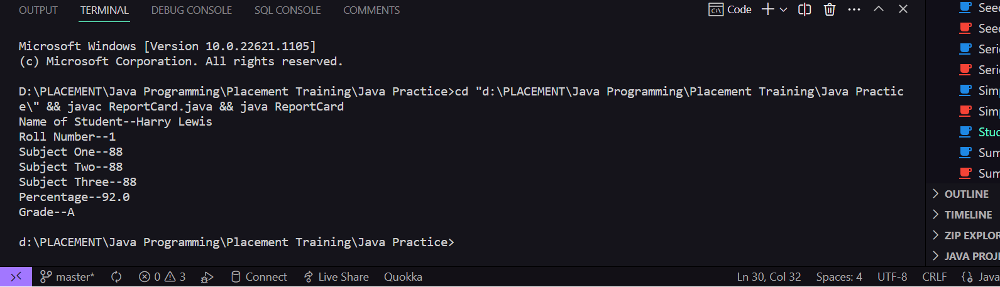 OUTPUT TERMINAL DEBUG CONSOLE SQL CONSOLE COMMENTS Code
Microsoft Windows [Version 10.0.22621.1105]
(c) Microsoft Corporation. All rights reserved.
D:\PLACEMENT\Java Programming\Placement Training\Java Practice>cd "d:\PLACEMENT\Java Programming\Placement Training\Java Practic
e\" && javac ReportCard.java && java ReportCard
Name of Student--Harry Lewis
Roll Number--1
Subject One--88
Subject Two--88
Subject Three--88
Percentage--92.0
Grade--A
d:\PLACEMENT\Java Programming\Placement Training\Java Practice>
See
See
Seri
Seri
Sim
Sim
Stu
Sum
Sum
OUTLINE
TIMELINE
ZIP EXPLOR
JAVA PROJ
master* 0 3 Connect Live Share Quokka Ln 30, Col 32 Spaces: 4 UTF-8 CRLF Java